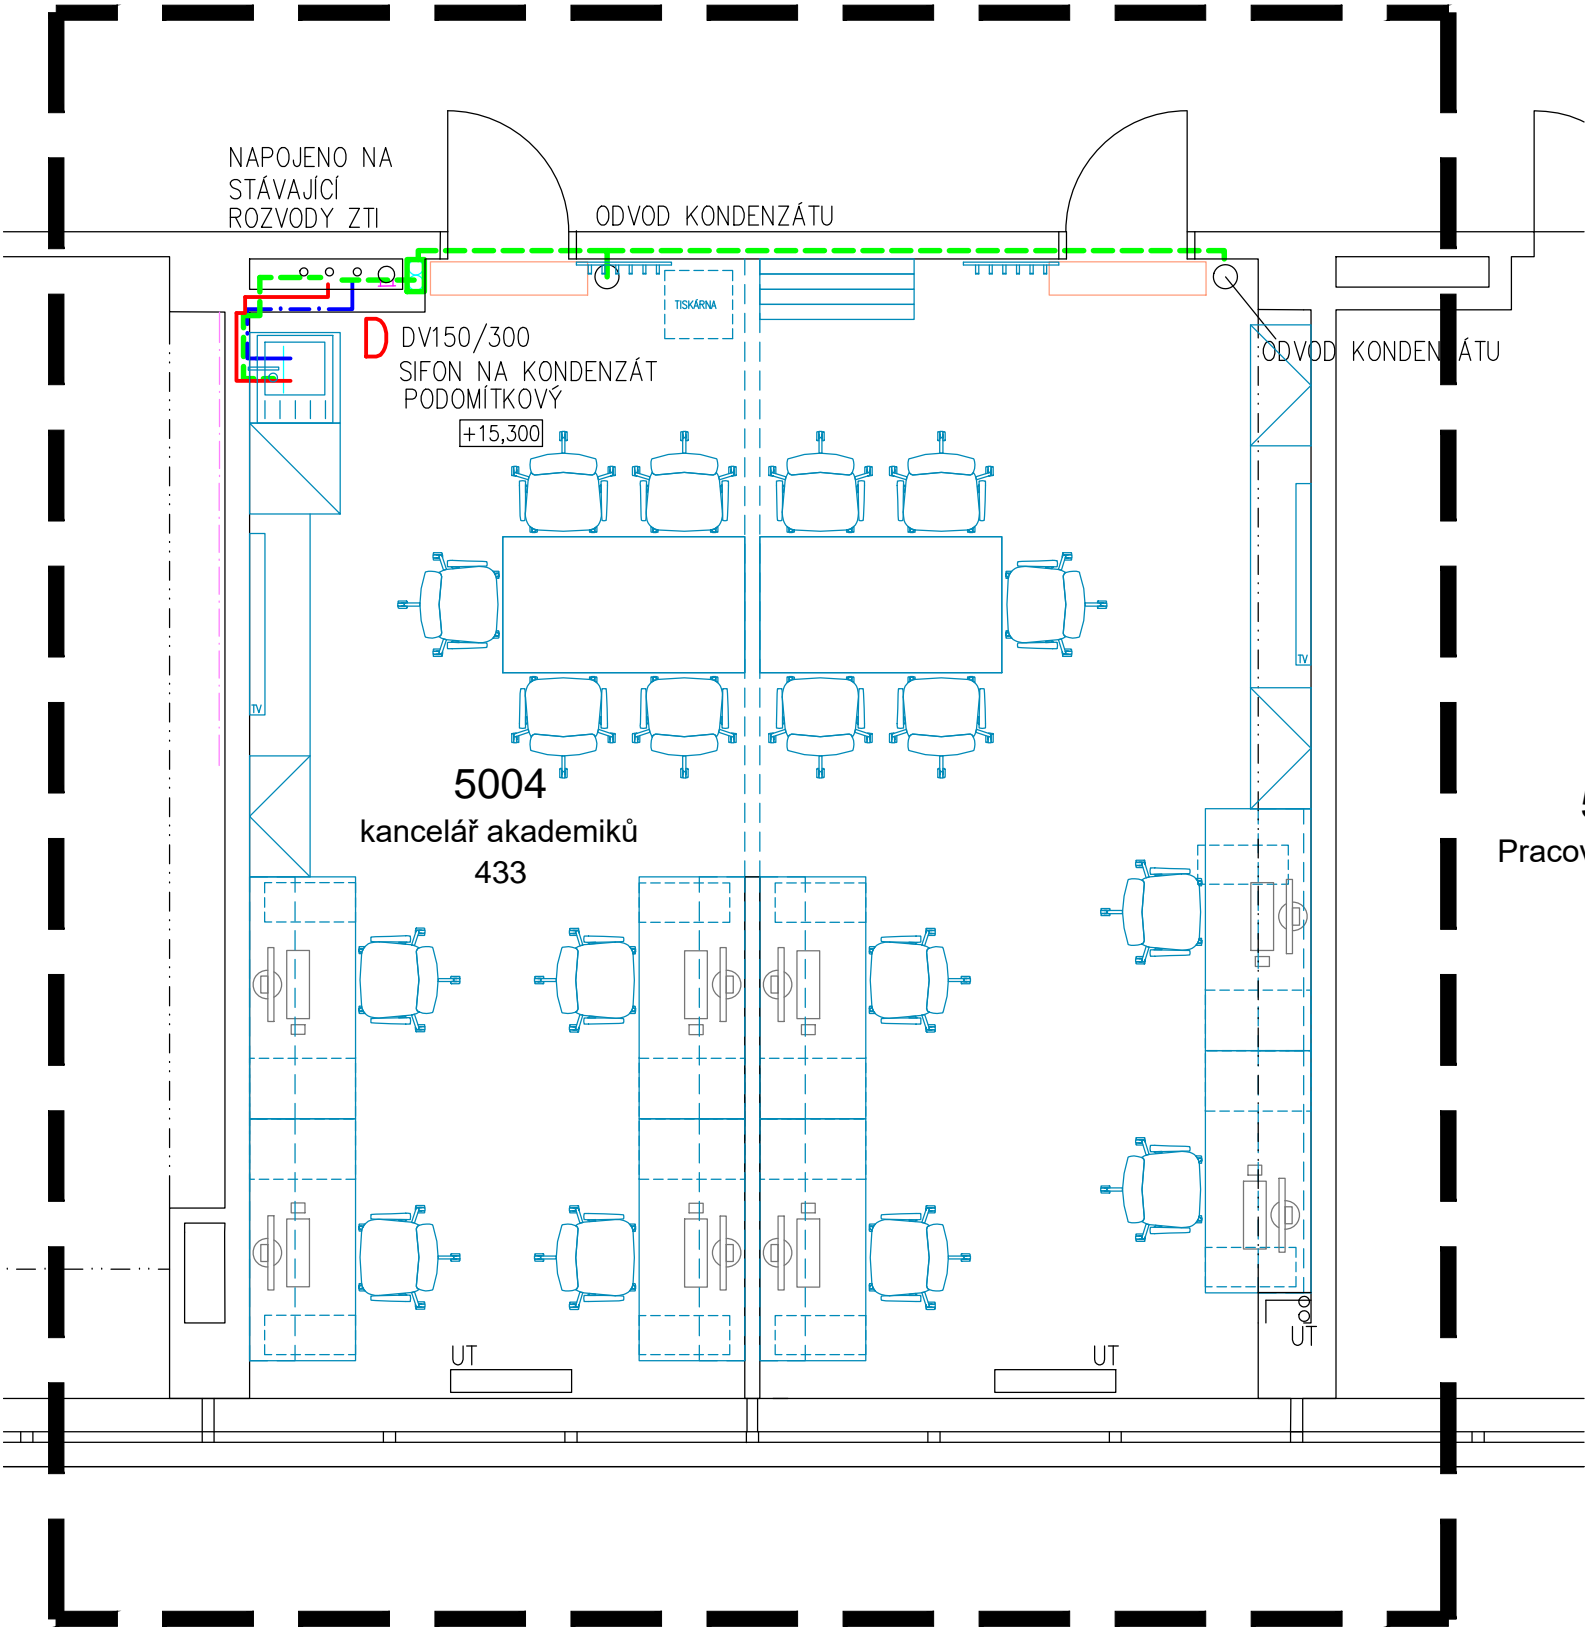 NAPOJENO NA
STÁVAJÍCÍ
ROZVODY ZTI
ODVOD KONDENZÁTU
TISKÁRNA
D
DV150/300
SIFON NA KONDENZÁT
PODOMÍTKOVÝ
+15,300
ODVOD KONDENZÁTU
TV
TV
5004
kancelář akademiků
433
5
Pracov
UT
UT
UT